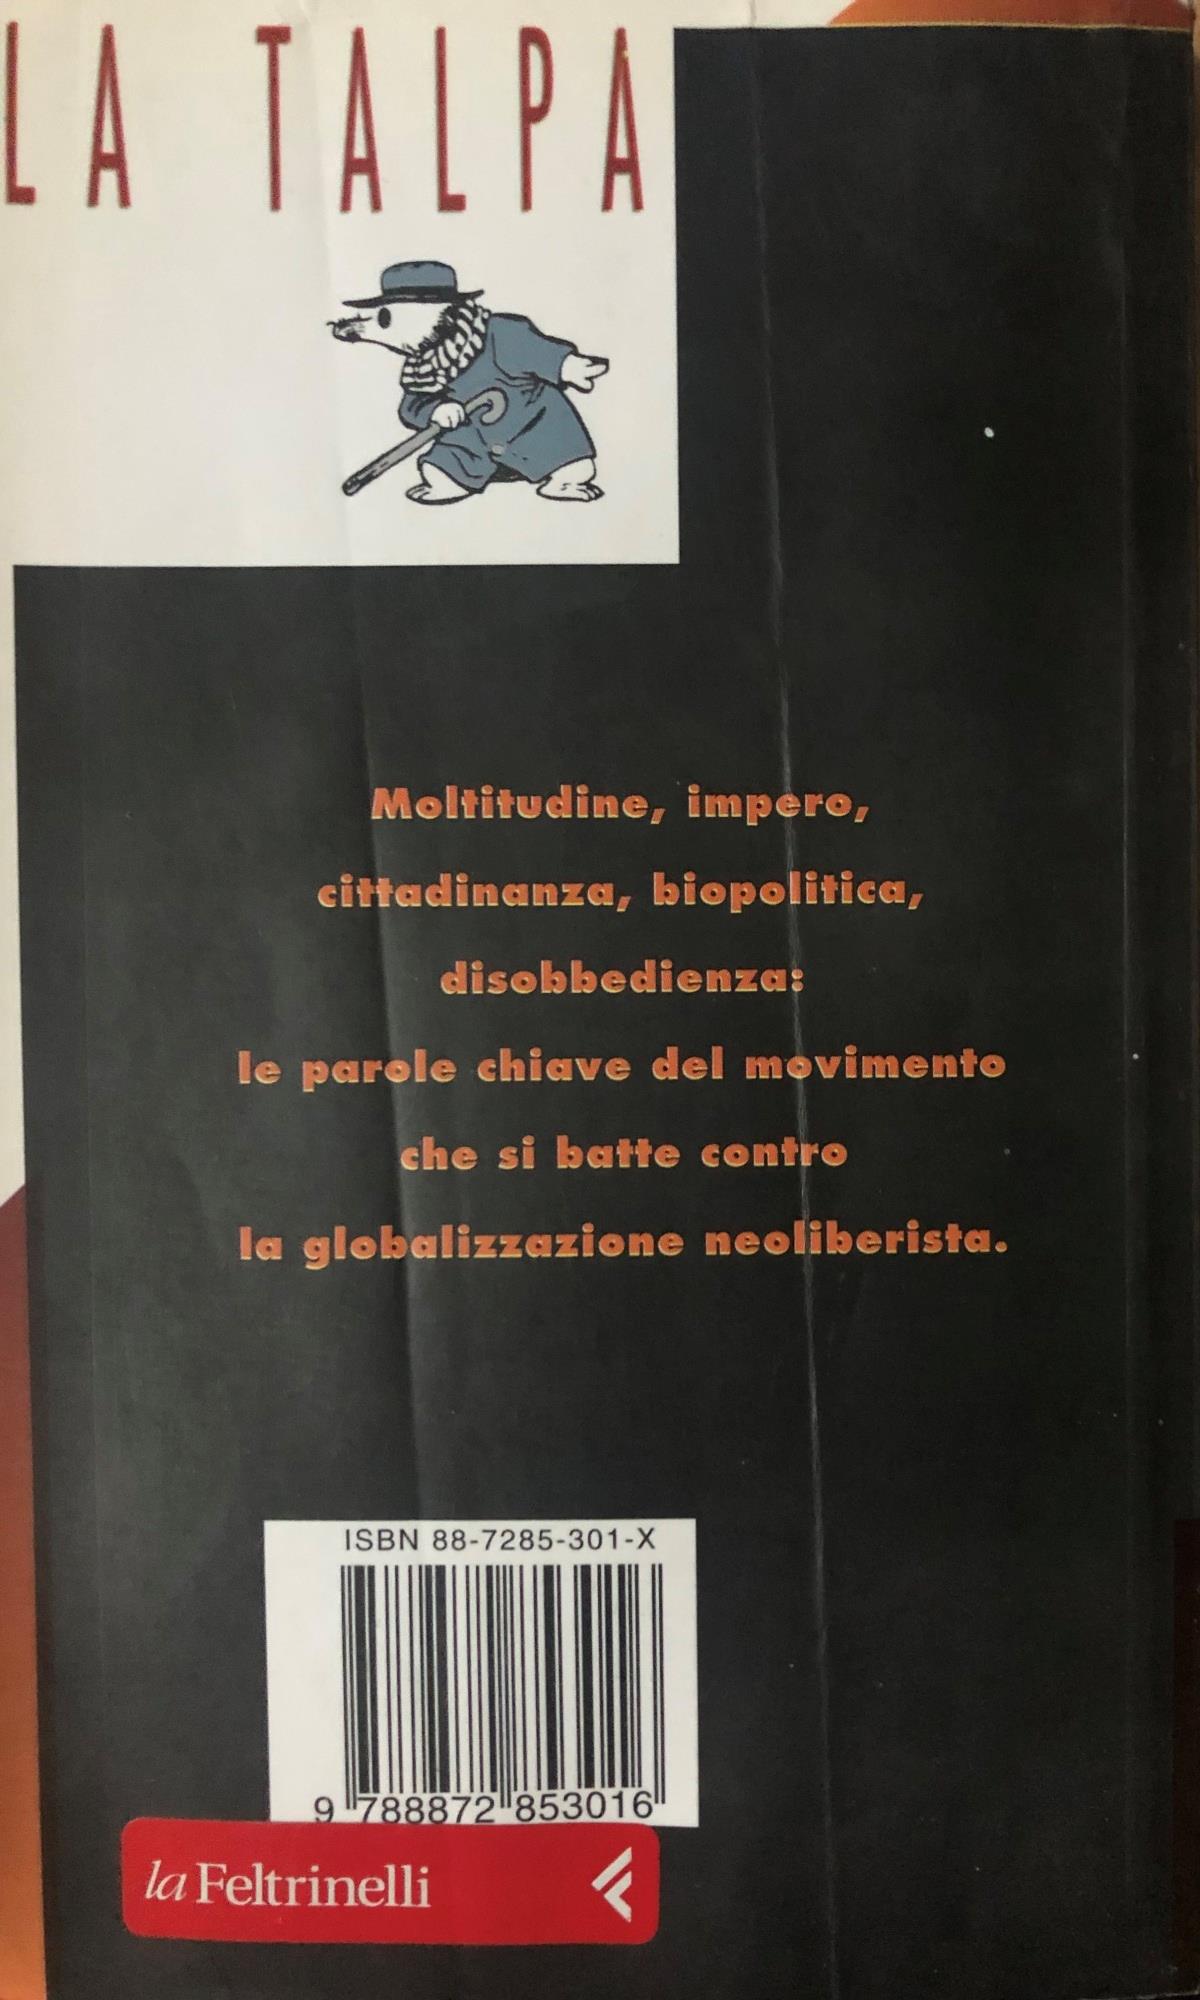 LA TALPA
Moltitudine, impero,
cittadinanza, biopolitica,
disobbedienza:
le parole chiave del movimento
che si batte contro
la globalizzazione neoliberista.
ISBN 88-7285-301-X
9 788872 853016
la Feltrinelli